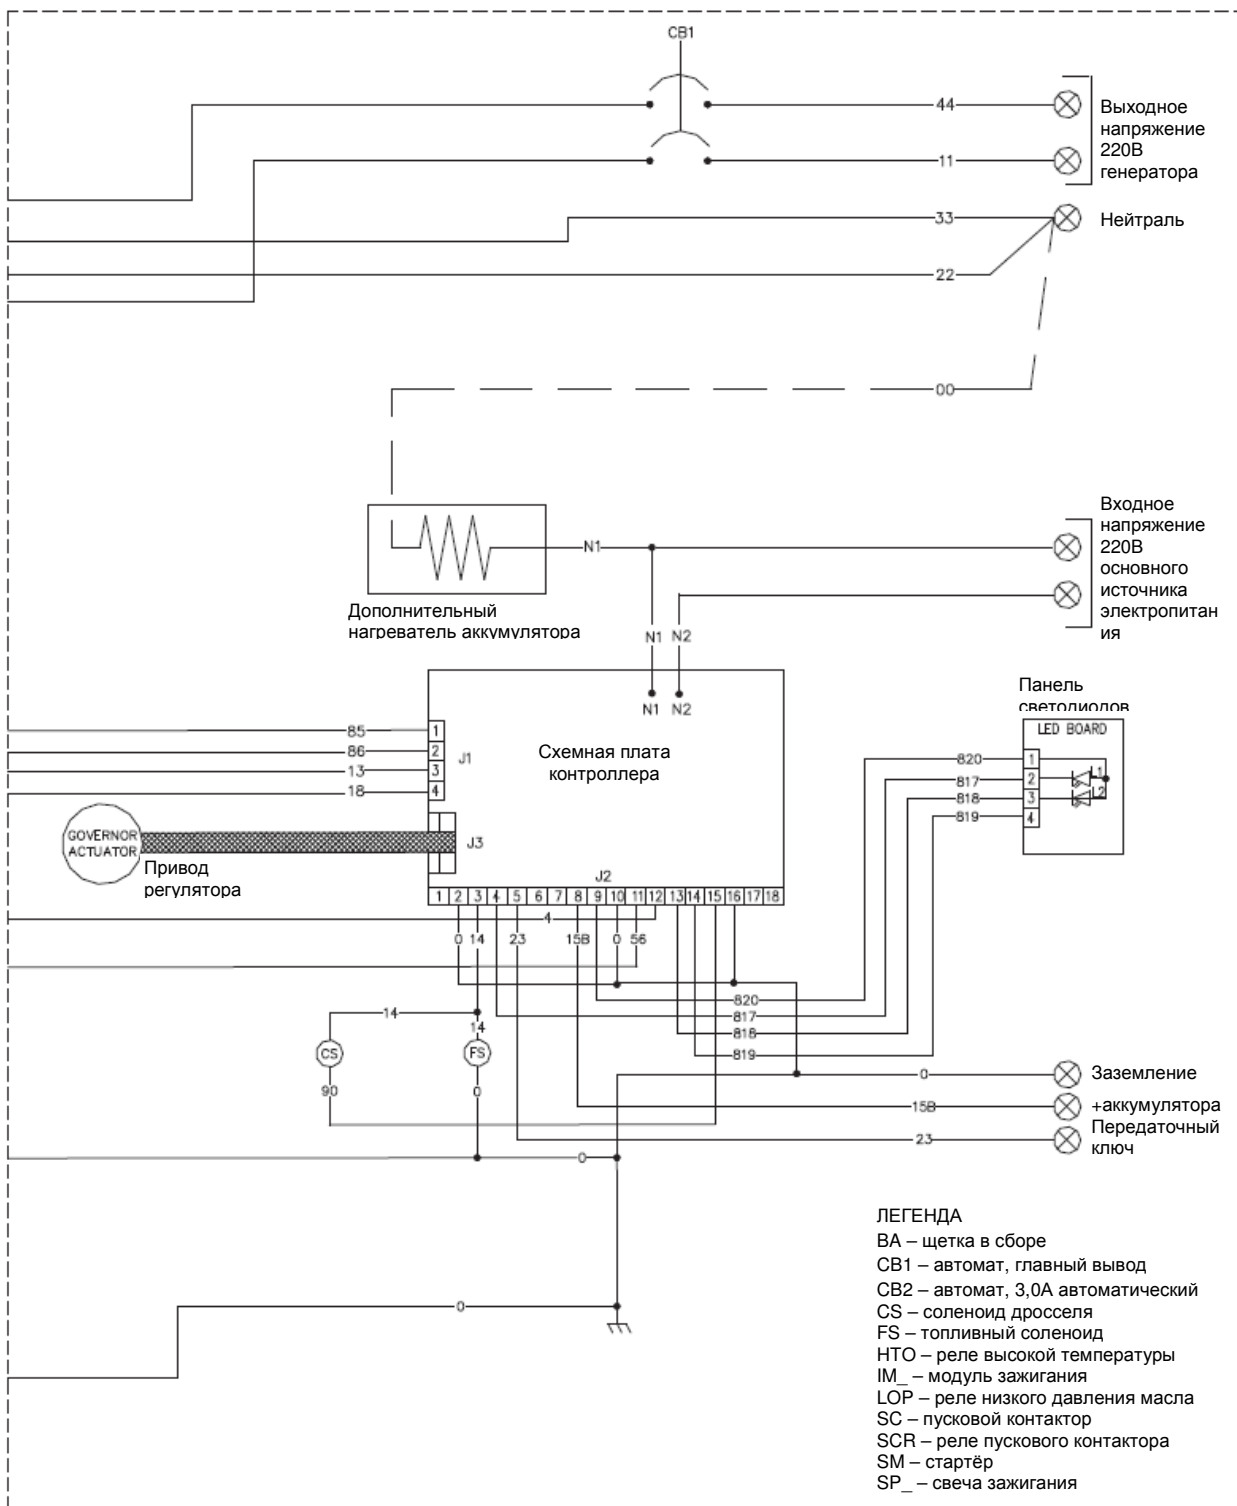 CB1
44
Выходное
напряжение
220В
генератора
11
33
Нейтраль
22
00
Входное
напряжение
220В
основного
источника
электропитан
ия
N1
Дополнительный
нагреватель аккумулятора
N1 N2
N1 N2
Панель
светодиодов
LED BOARD
1
2
3
4
L1
L2
820
817
818
819
85
86
13
18
1
2
3
4
J1
Схемная плата
контроллера
GOVERNOR
ACTUATOR
Привод
регулятора
J3
J2
1 2 3 4 5 6 7 8 9 10 11 12 13 14 15 16 17 18
4
0 14 23 15B 0 56
820
817
818
819
14
14
CS
FS
90
0
0
Заземление
15B
+аккумулятора
23
Передаточный
ключ
0
0
ЛЕГЕНДА
BA – щетка в сборе
CB1 – автомат, главный вывод
CB2 – автомат, 3,0А автоматический
CS – соленоид дросселя
FS – топливный соленоид
HTO – реле высокой температуры
IM_ – модуль зажигания
LOP – реле низкого давления масла
SC – пусковой контактор
SCR – реле пускового контактора
SM – стартёр
SP_ – свеча зажигания